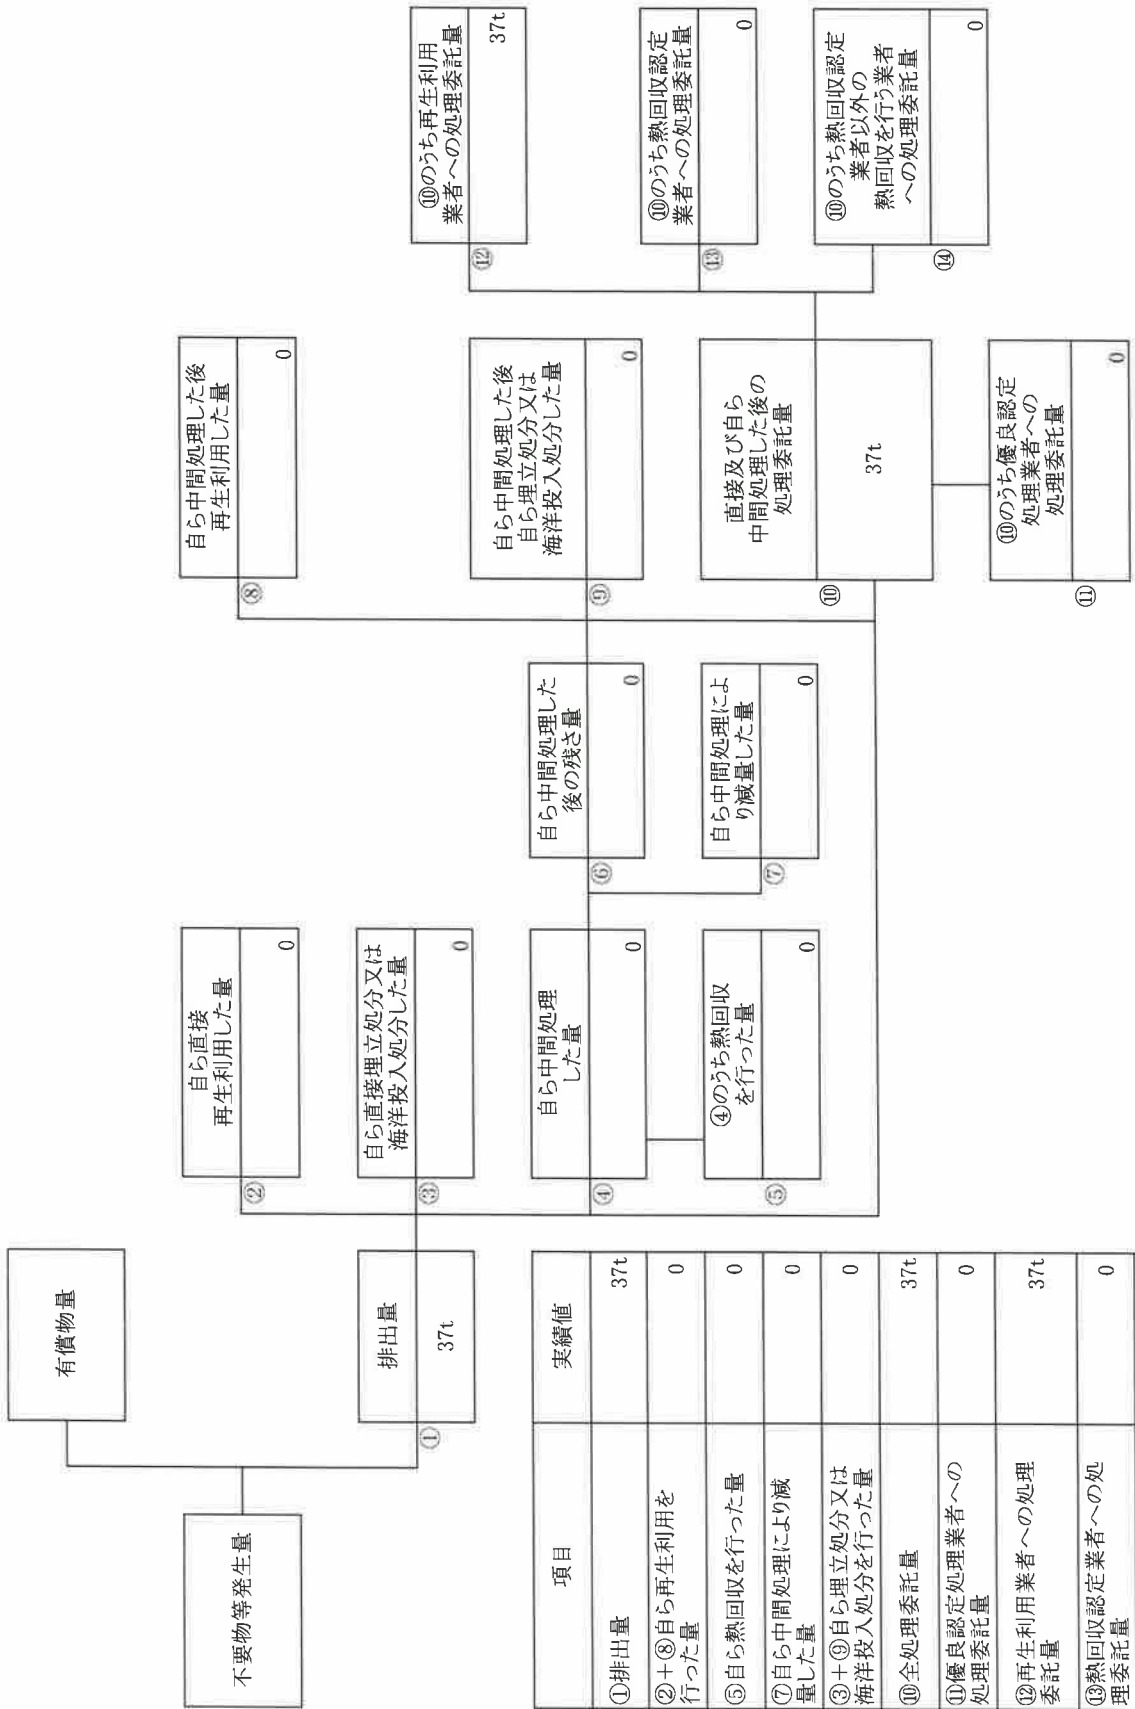 不要物等発生量
有償物量
①
排出量
37t
②
自ら直接
再生利用した量
0
③
自ら直接埋立処分又は
海洋投入処分した量
0
④
自ら中間処理
した量
0
⑤
④のうち熱回収
を行った量
0
⑥
自ら中間処理した
後の残さ量
0
⑦
自ら中間処理によ
り減量した量
0
⑧
自ら中間処理した後
再生利用した量
0
⑨
自ら中間処理した後
自ら埋立処分又は
海洋投入処分した量
0
⑩
直接及び自ら
中間処理した後の
処理委託量
37t
⑪
⑩のうち優良認定
処理業者への
処理委託量
0
⑫
⑩のうち再生利用
業者への処理委託量
37t
⑬
⑩のうち熱回収認定
業者への処理委託量
0
⑭
⑩のうち熱回収認定
業者以外の
熱回収を行う業者
への処理委託量
0
項目
実績値
①排出量
37t
②+⑧自ら再生利用を
行った量
0
⑤自ら熱回収を行った量
0
⑦自ら中間処理により減
量した量
0
③+⑨自ら埋立処分又は
海洋投入処分を行った量
0
⑩全処理委託量
37t
⑪優良認定処理業者への
処理委託量
0
⑫再生利用業者への処理
委託量
37t
⑬熱回収認定業者への処
理委託量
0